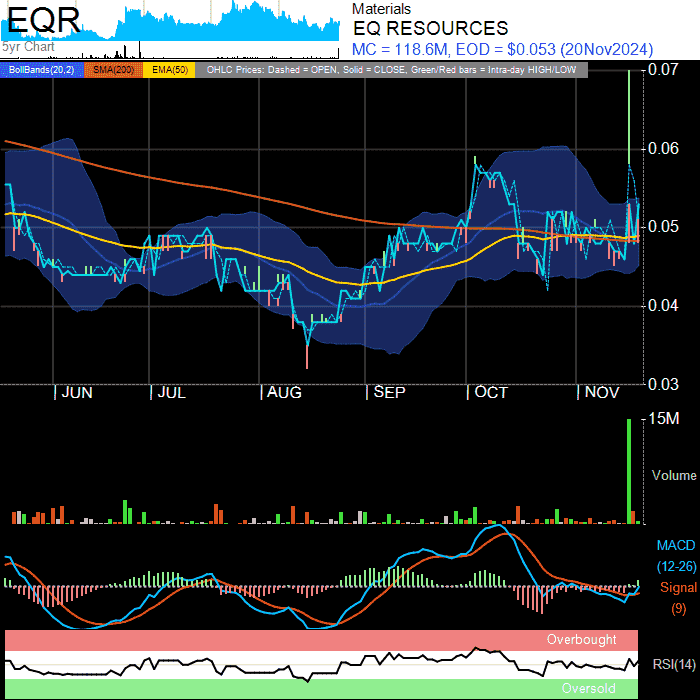 EQR
5yr Chart
Materials
EQ RESOURCES
MC = 118.6M, EOD = $0.053 (20Nov2024)
BollBands(20,2) SMA(200) EMA(50) OHLC Prices: Dashed = OPEN, Solid = CLOSE, Green/Red bars = Intra-day HIGH/LOW
0.07
0.06
0.05
0.04
0.03
JUN JUL AUG SEP OCT NOV
15M
Volume
MACD
(12-26)
Signal
(9)
Overbought
RSI(14)
Oversold